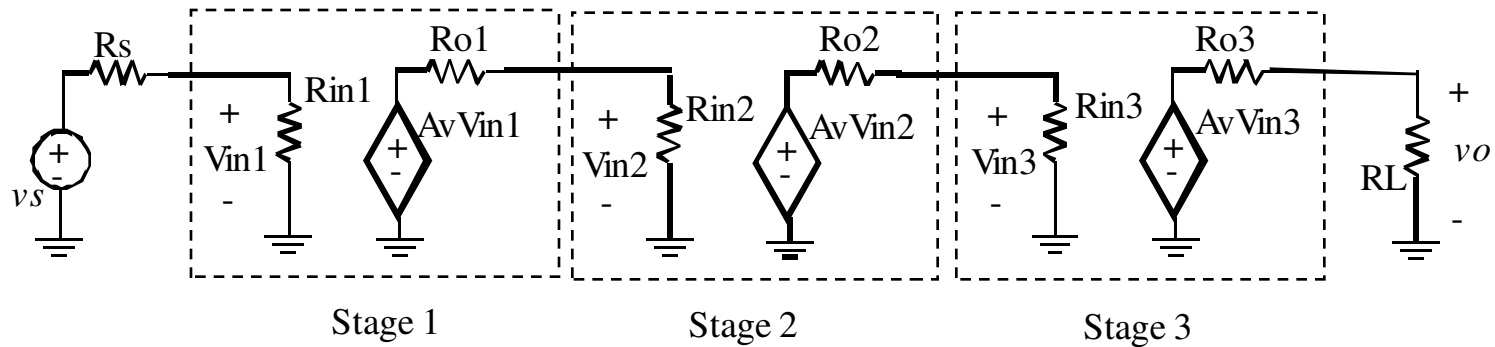 Rs
Rin1
+
Vin1
-
Ro1
AvVin1
+
-
+
-
vs
Rin2
+
Vin2
-
Ro2
AvVin2
+
-
Rin3
+
Vin3
-
Ro3
AvVin3
+
-
RL
+
vo
-
Stage 1
Stage 2
Stage 3